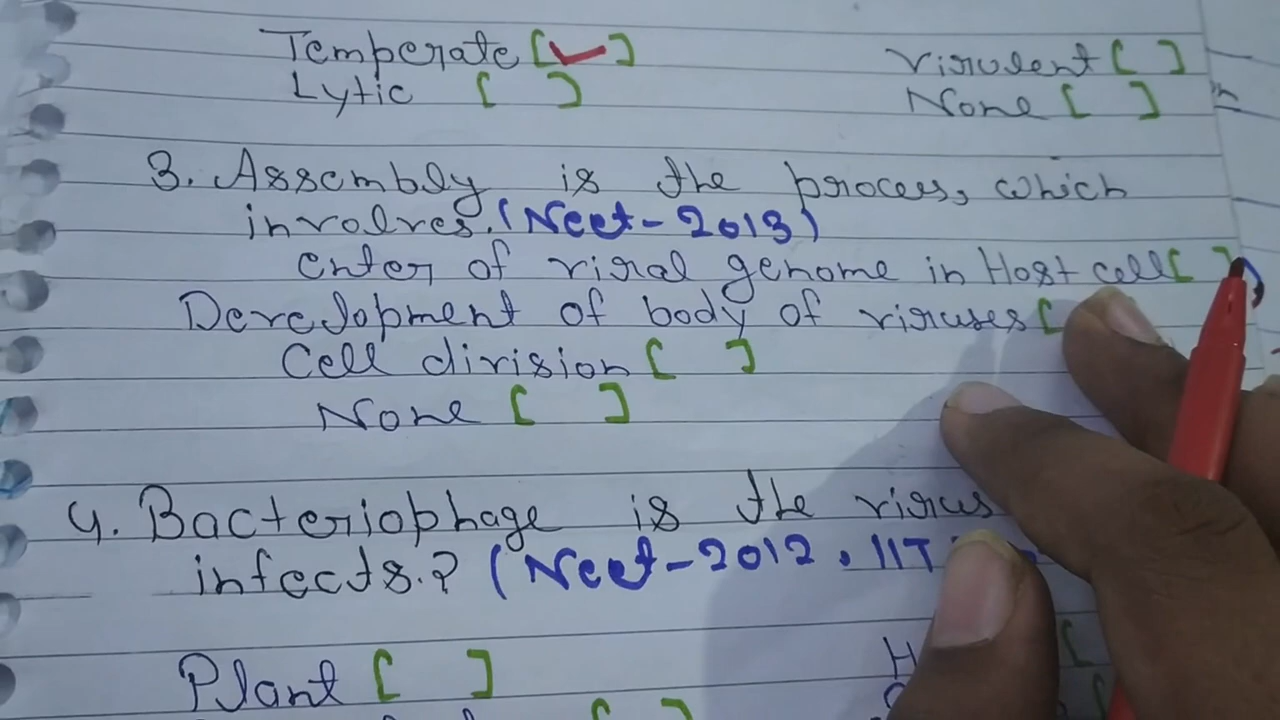 Temperate [✓] Virulent [ ]
Lytic [ ] None [ ]
3. Assembly is the process, which
involves. (Neet-2013)
enter of viral genome in Host cell [ ]
Development of body of viruses [
Cell division [ ]
None [ ]
4. Bacteriophage is the virus
infects.? (Neet-2012, IIT
Plant [ ] H [